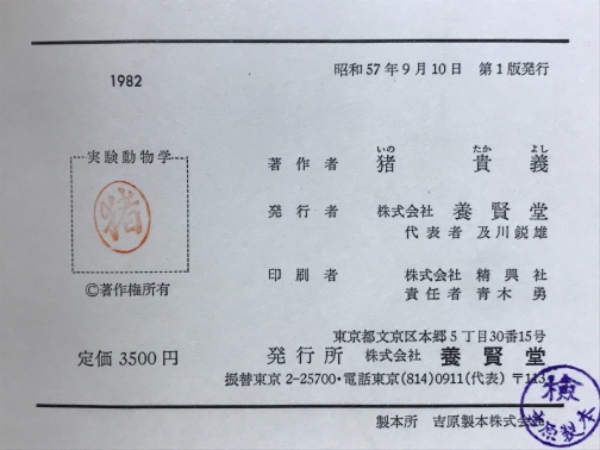 1982
昭和57年9月10日 第1版発行
実験動物学
猪
©著作権所有
定価 3500円
いの たか よし
著作者 猪 貴義
発行者 株式会社 養賢堂
代表者 及川鋭雄
印刷者 株式会社 精興社
責任者 青木勇
東京都文京区本郷5丁目30番15号
発行所 株式会社 養賢堂
振替東京 2-25700・電話東京(814)0911(代表) 〒113
製本所 吉原製本株式会社
検
吉原製本